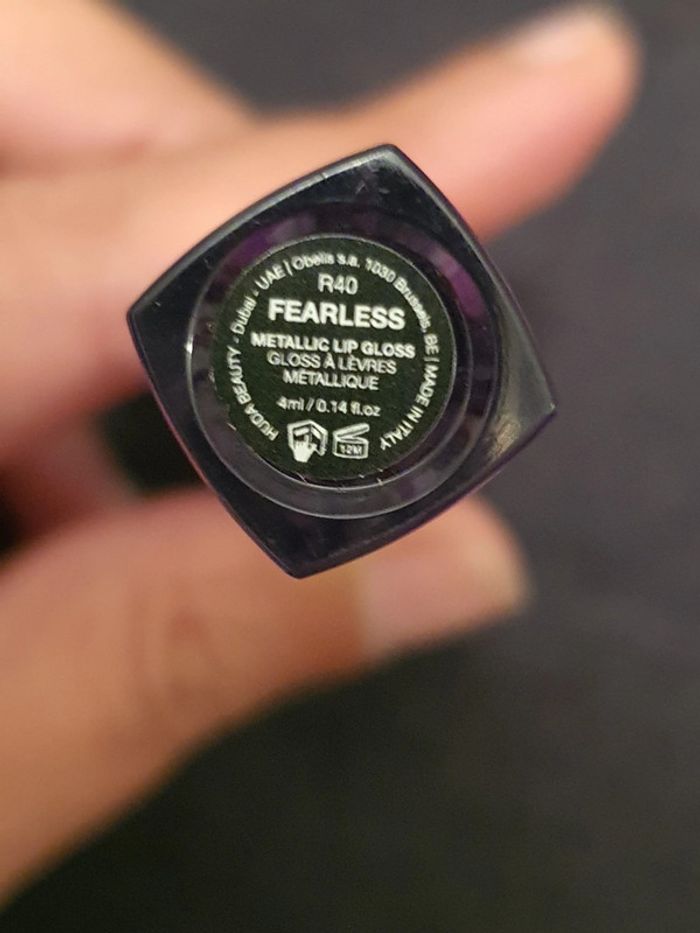 HUDA BEAUTY - Dubai - UAE | Obelis s.a. 1030 Brussels, BE | MADE IN ITALY
R40
FEARLESS
METALLIC LIP GLOSS
GLOSS À LÈVRES
MÉTALLIQUE
4ml / 0.14 fl.oz
12M